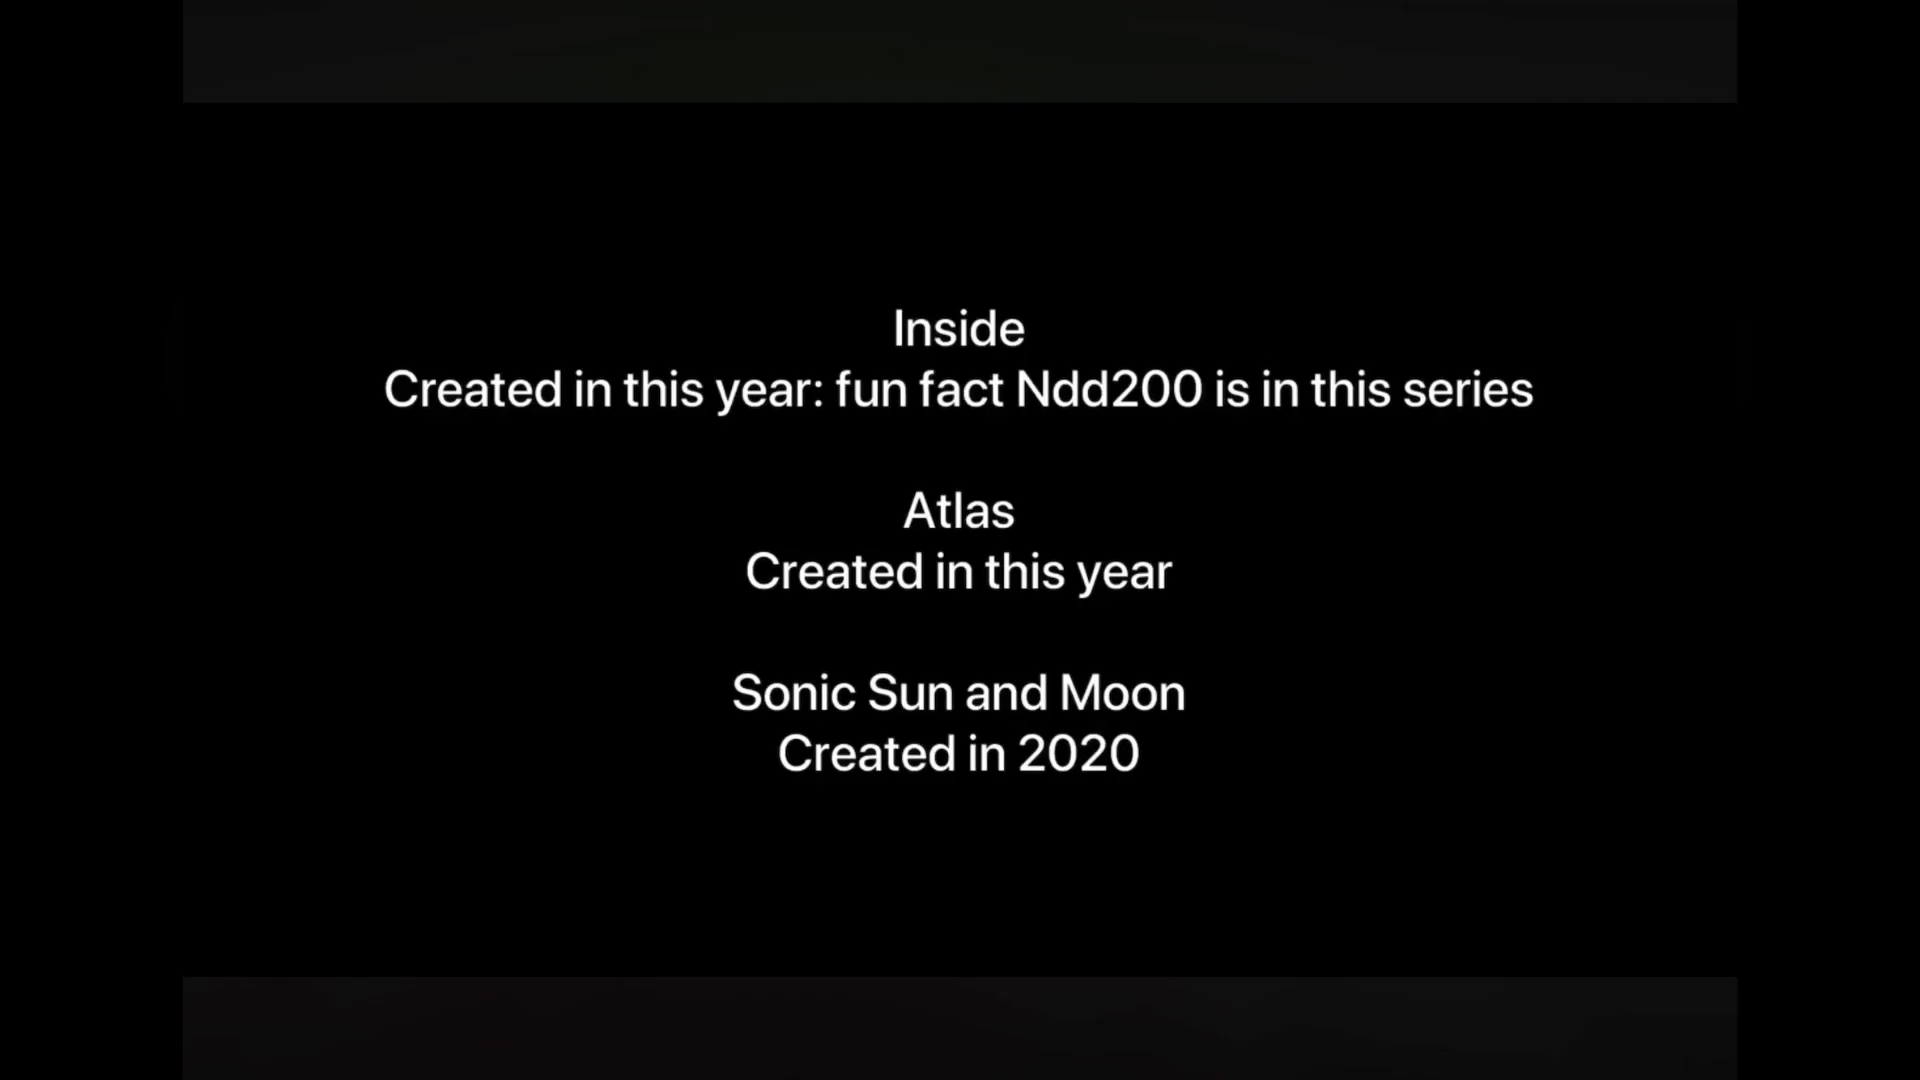 Inside
Created in this year: fun fact Ndd200 is in this series
Atlas
Created in this year
Sonic Sun and Moon
Created in 2020